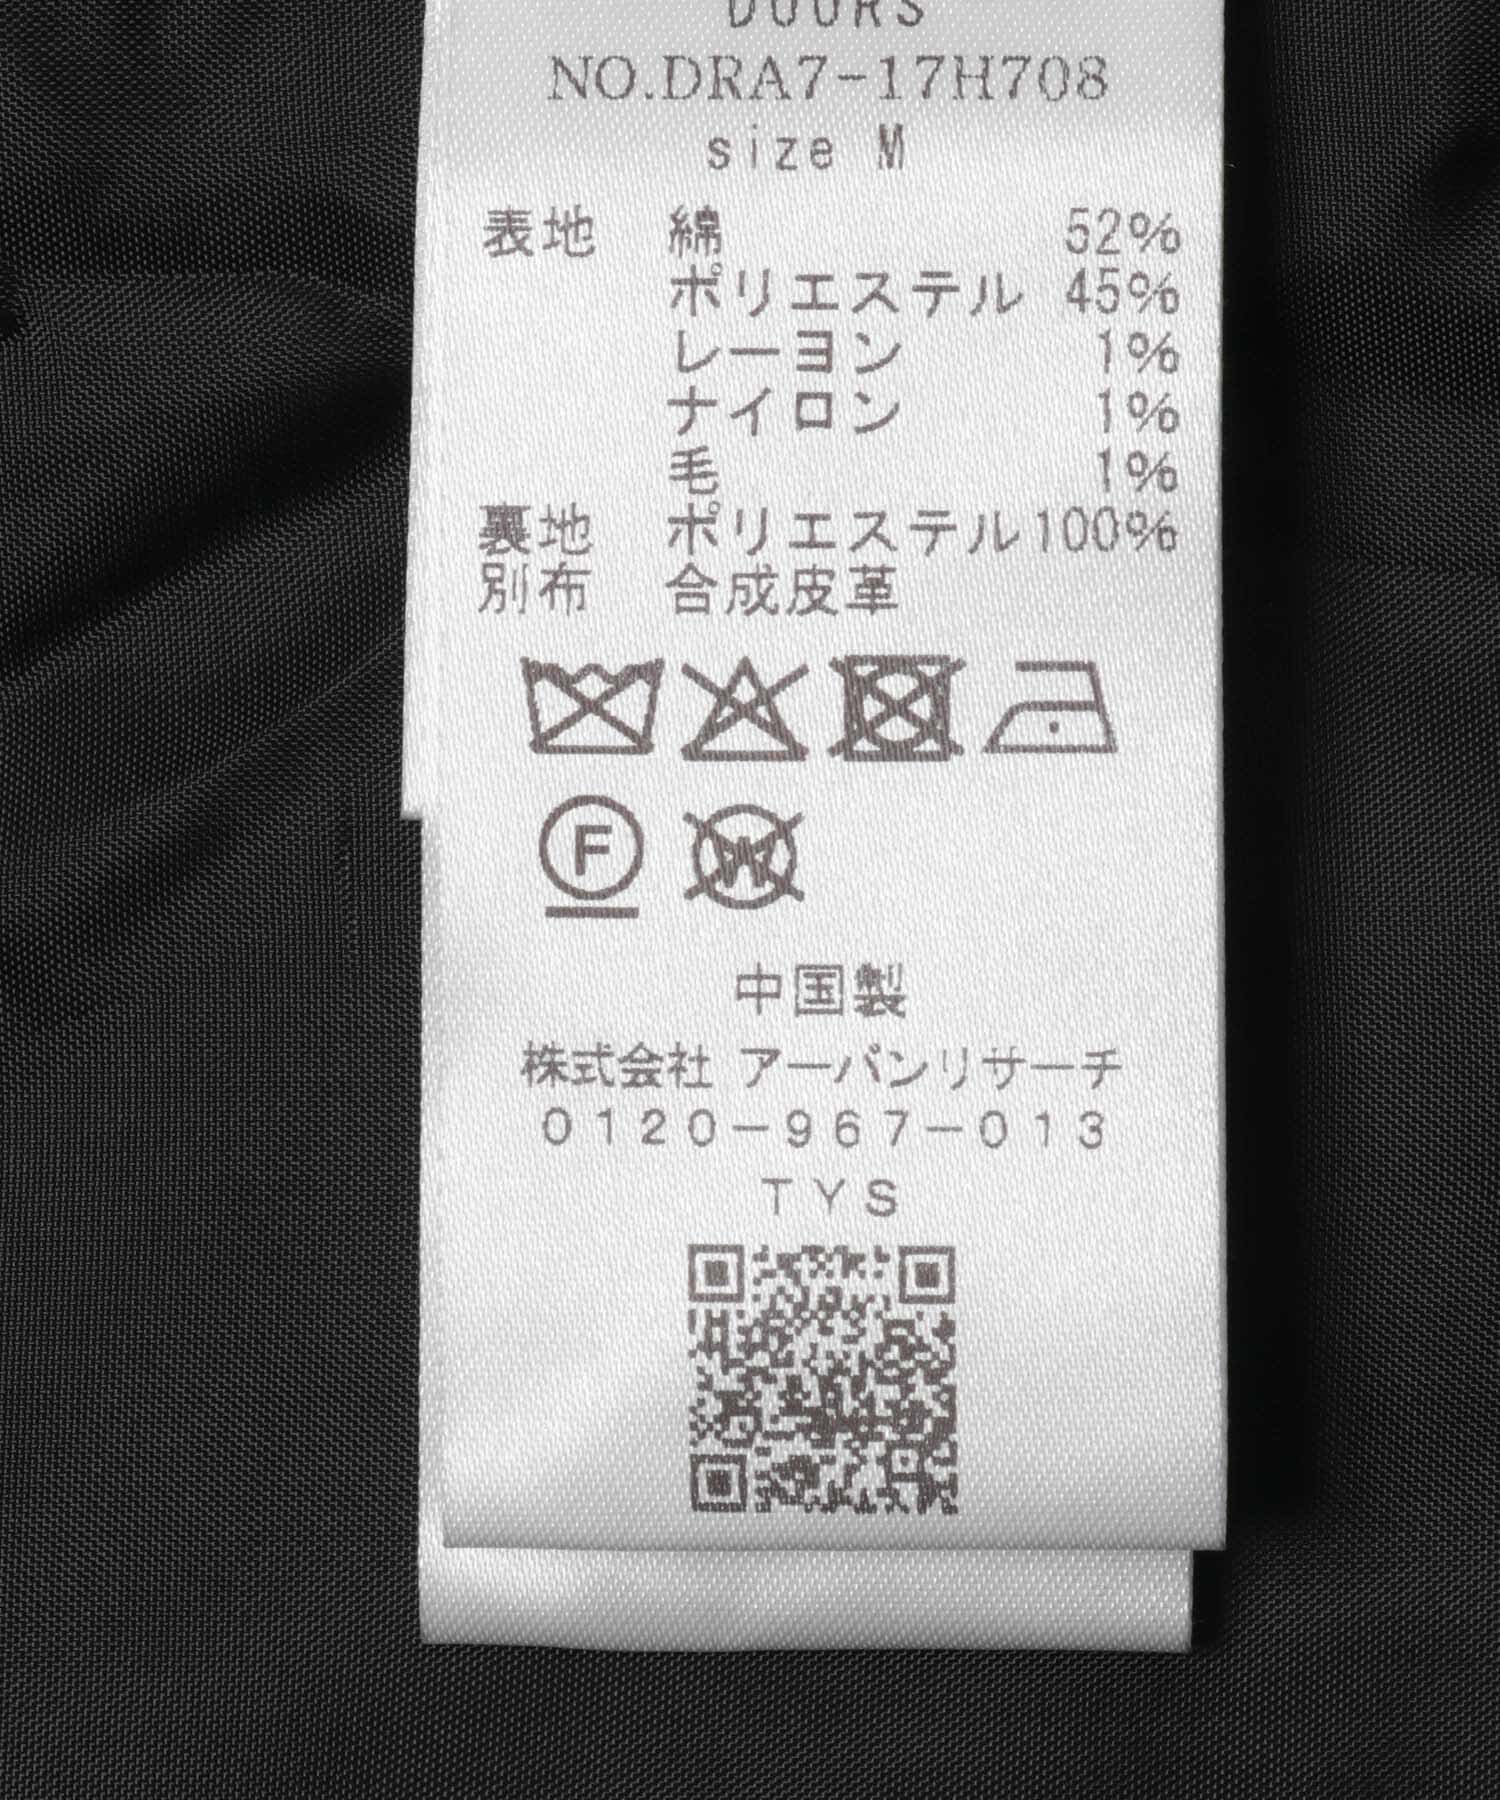 DOORS
NO.DRA7-17H708
size M
表地 綿 52%
ポリエステル 45%
レーヨン 1%
ナイロン 1%
毛 1%
裏地 ポリエステル 100%
別布 合成皮革
F
W
中国製
株式会社 アーバンリサーチ
0120-967-013
TYS